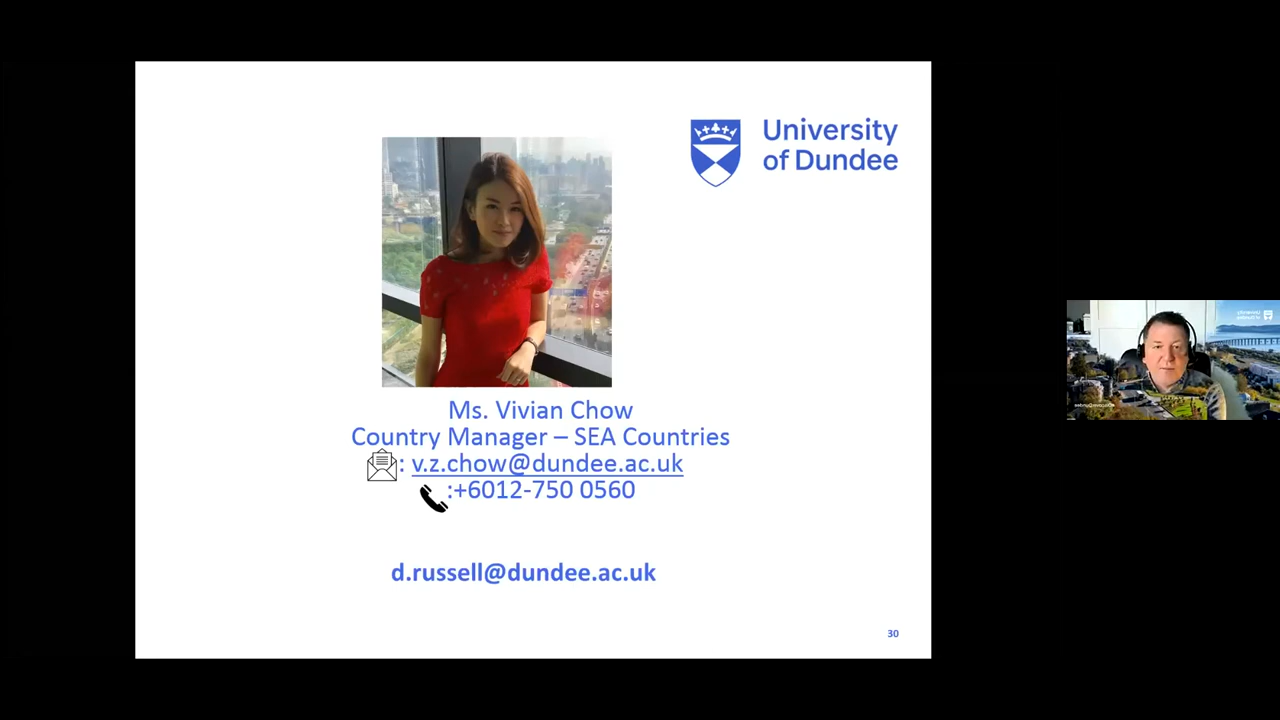 University
of Dundee
Ms. Vivian Chow
Country Manager – SEA Countries
: v.z.chow@dundee.ac.uk
:+6012-750 0560
d.russell@dundee.ac.uk
30